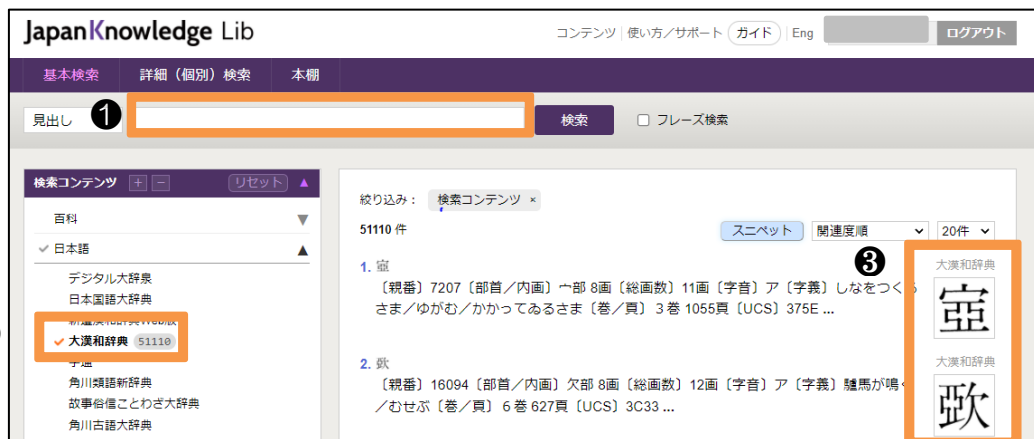 JapanKnowledge Lib
コンテンツ 使い方／サポート ガイド Eng ログアウト
基本検索 詳細（個別）検索 本棚
見出し ❶ 検索 フレーズ検索
検索コンテンツ + − リセット ▲
百科 ▼
日本語 ▲
デジタル大辞泉
日本国語大辞典
大漢和辞典 51110
字通
角川類語新辞典
故事俗信ことわざ大辞典
角川古語大辞典
絞り込み： 検索コンテンツ ×
51110 件 スニペット 関連度順 20件
❸
1. 㝞 大漢和辞典
〔親番〕7207〔部首／内画〕宀部 8画〔総画数〕11画〔字音〕ア〔字義〕しなをつくる
さま／ゆがむ／かかってゐるさま〔巻／頁〕3巻 1055頁〔UCS〕375E ...
㝞
2. 㰳 大漢和辞典
〔親番〕16094〔部首／内画〕欠部 8画〔総画数〕12画〔字音〕ア〔字義〕驢馬が鳴く
／むせぶ〔巻／頁〕6巻 627頁〔UCS〕3C33 ...
㰳